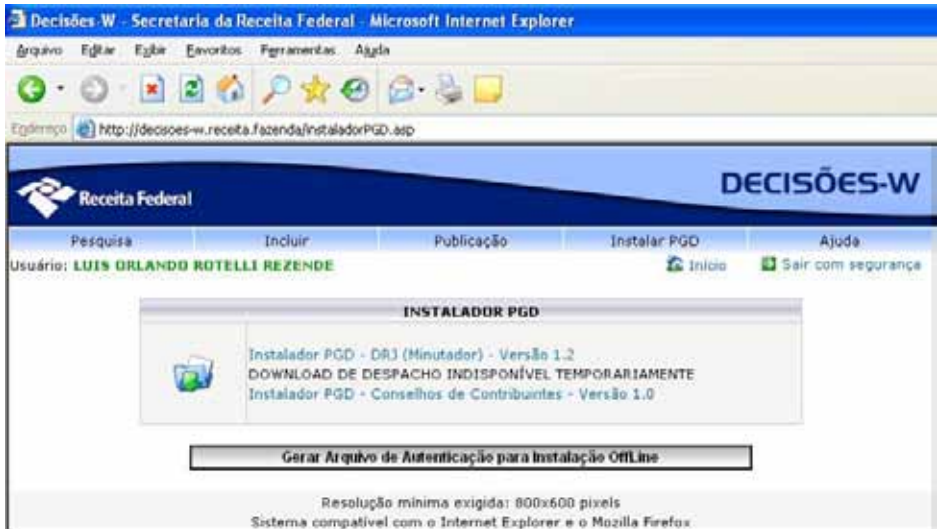 Decisões-W - Secretaria da Receita Federal - Microsoft Internet Explorer
Arquivo Editar Exibir Favoritos Ferramentas Ajuda
Endereço http://decisoes-w.receita.fazenda/instaladorPGD.asp
Receita Federal
DECISÕES-W
Pesquisa Incluir Publicação Instalar PGD Ajuda
Usuário: LUIS ORLANDO ROTELLI REZENDE Início Sair com segurança
INSTALADOR PGD
Instalador PGD - DRJ (Minutador) - Versão 1.2
DOWNLOAD DE DESPACHO INDISPONÍVEL TEMPORARIAMENTE
Instalador PGD - Conselhos de Contribuintes - Versão 1.0
Gerar Arquivo de Autenticação para Instalação OffLine
Resolução mínima exigida: 800x600 pixels
Sistema compatível com o Internet Explorer e o Mozilla Firefox